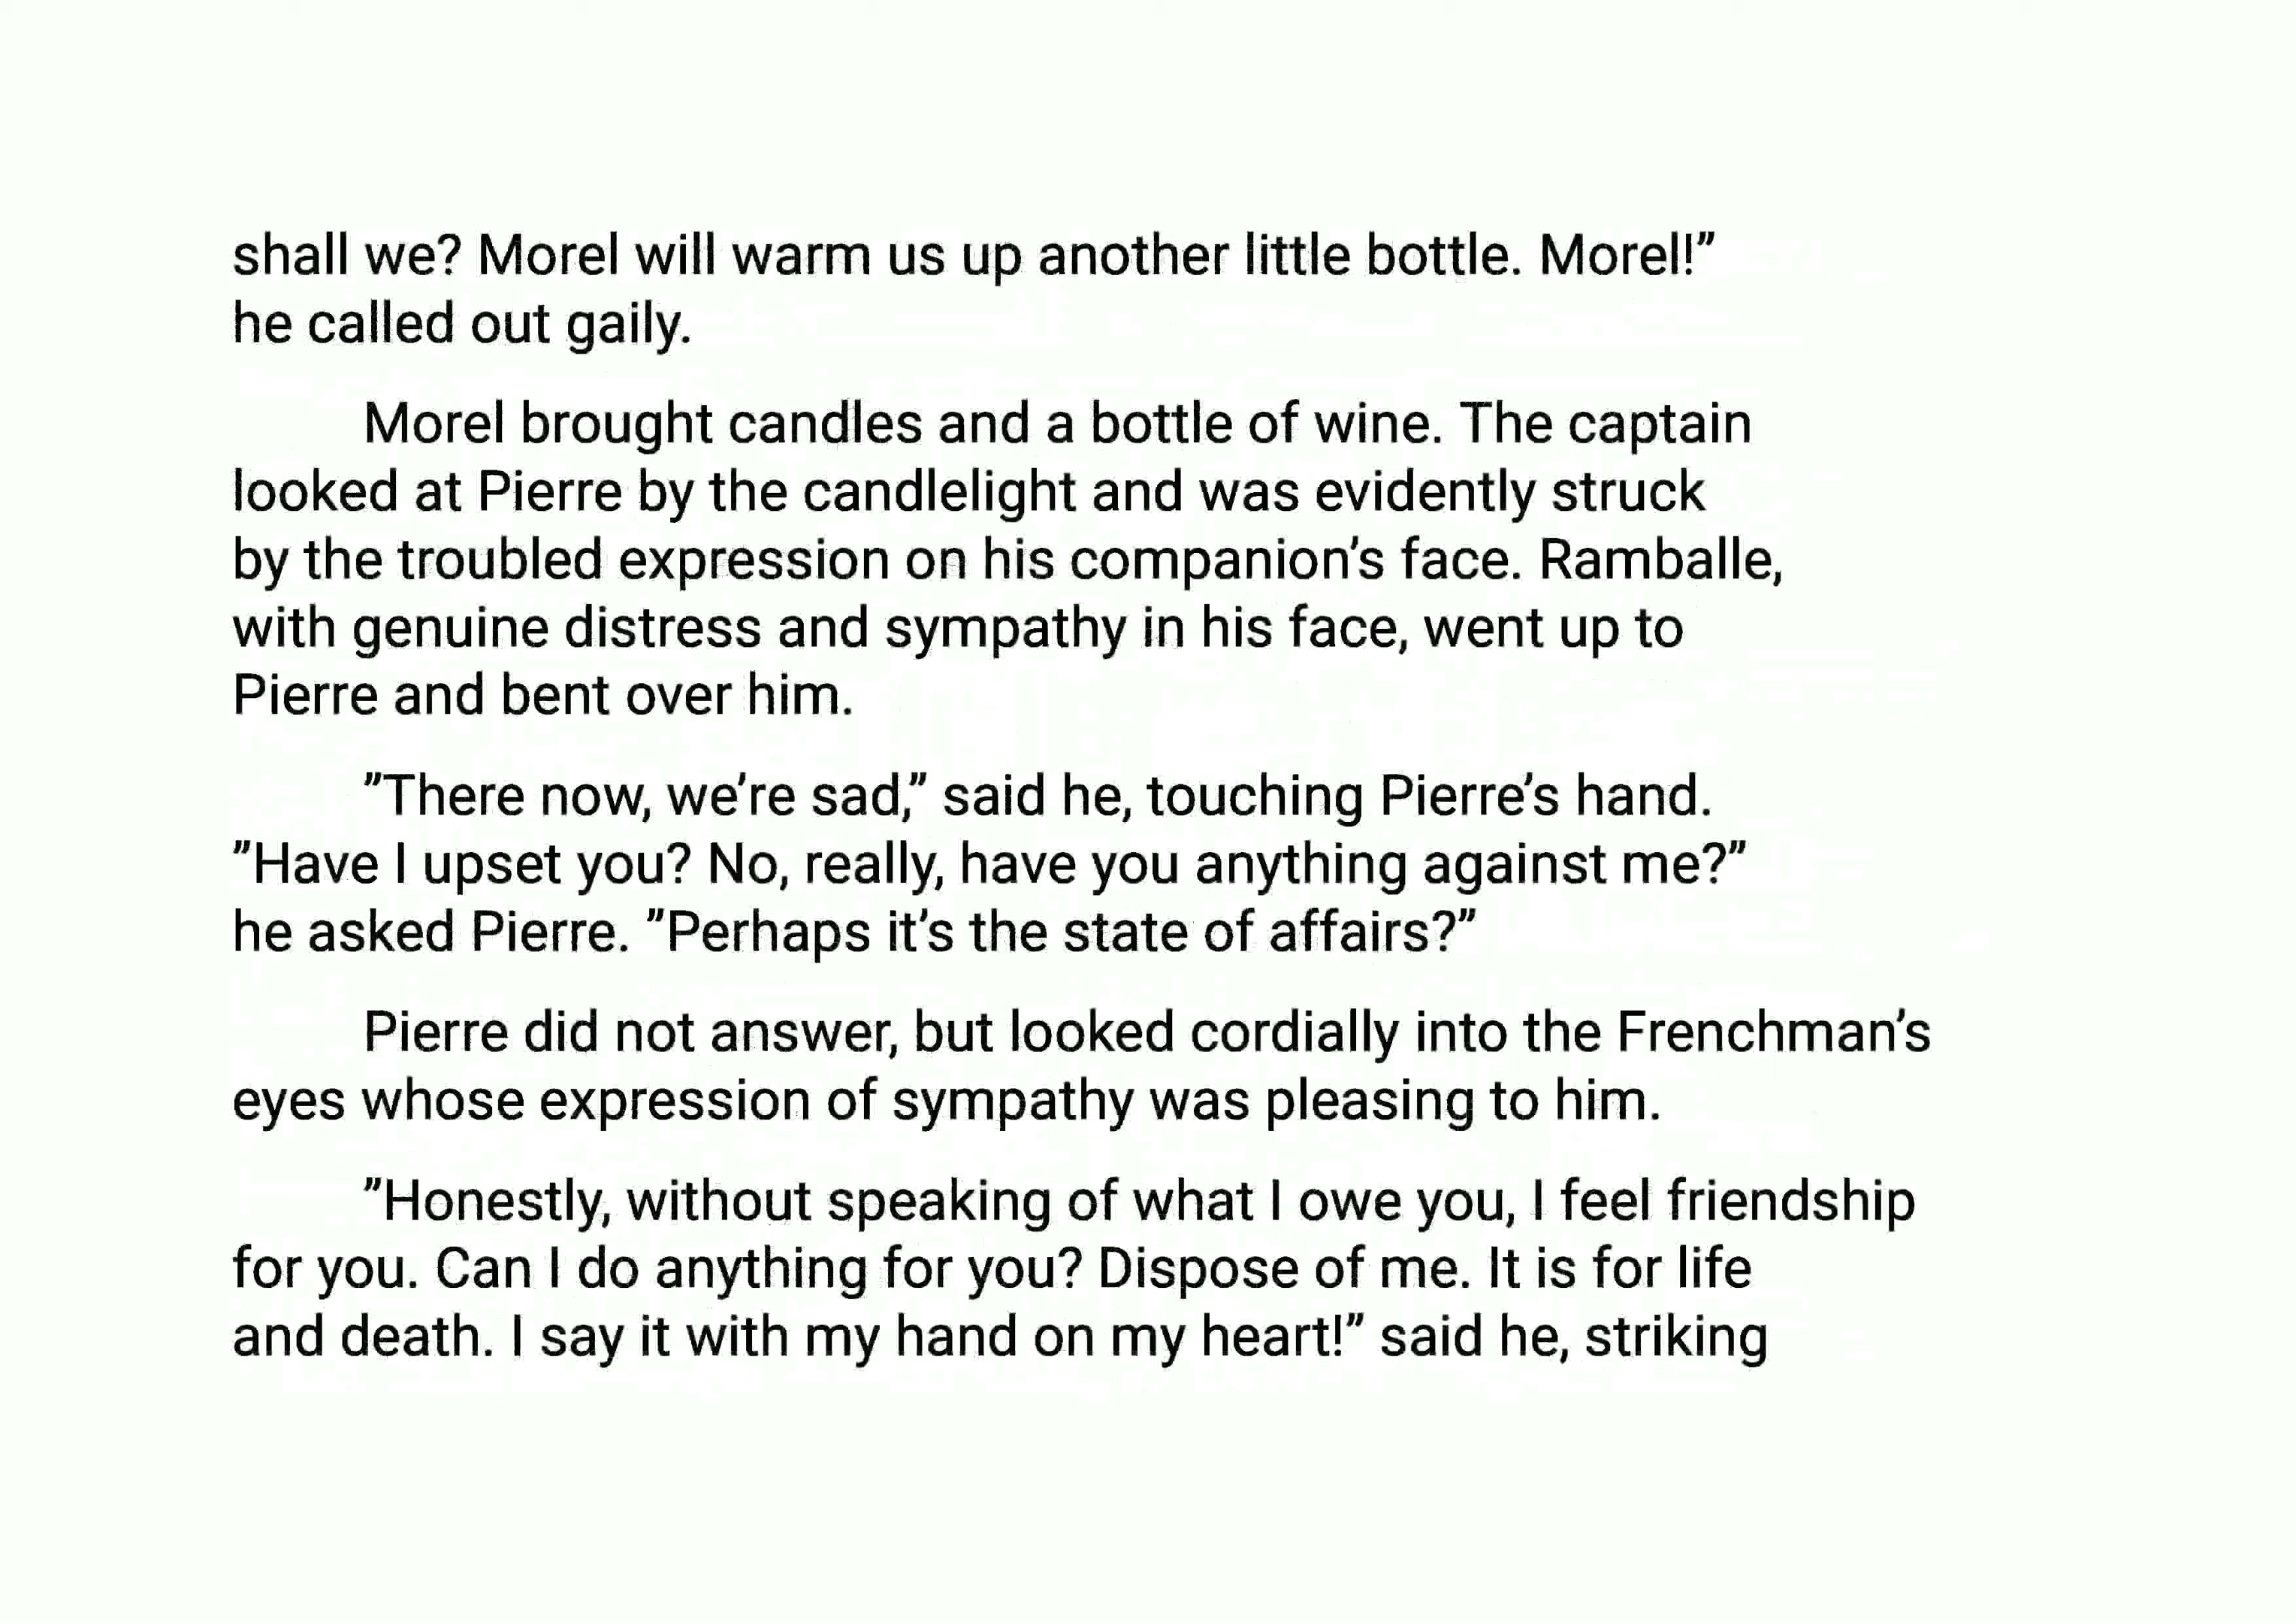 shall we? Morel will warm us up another little bottle. Morel!”
he called out gaily.
Morel brought candles and a bottle of wine. The captain
looked at Pierre by the candlelight and was evidently struck
by the troubled expression on his companion’s face. Ramballe,
with genuine distress and sympathy in his face, went up to
Pierre and bent over him.
”There now, we’re sad,” said he, touching Pierre’s hand.
”Have I upset you? No, really, have you anything against me?”
he asked Pierre. ”Perhaps it’s the state of affairs?”
Pierre did not answer, but looked cordially into the Frenchman’s
eyes whose expression of sympathy was pleasing to him.
”Honestly, without speaking of what I owe you, I feel friendship
for you. Can I do anything for you? Dispose of me. It is for life
and death. I say it with my hand on my heart!” said he, striking